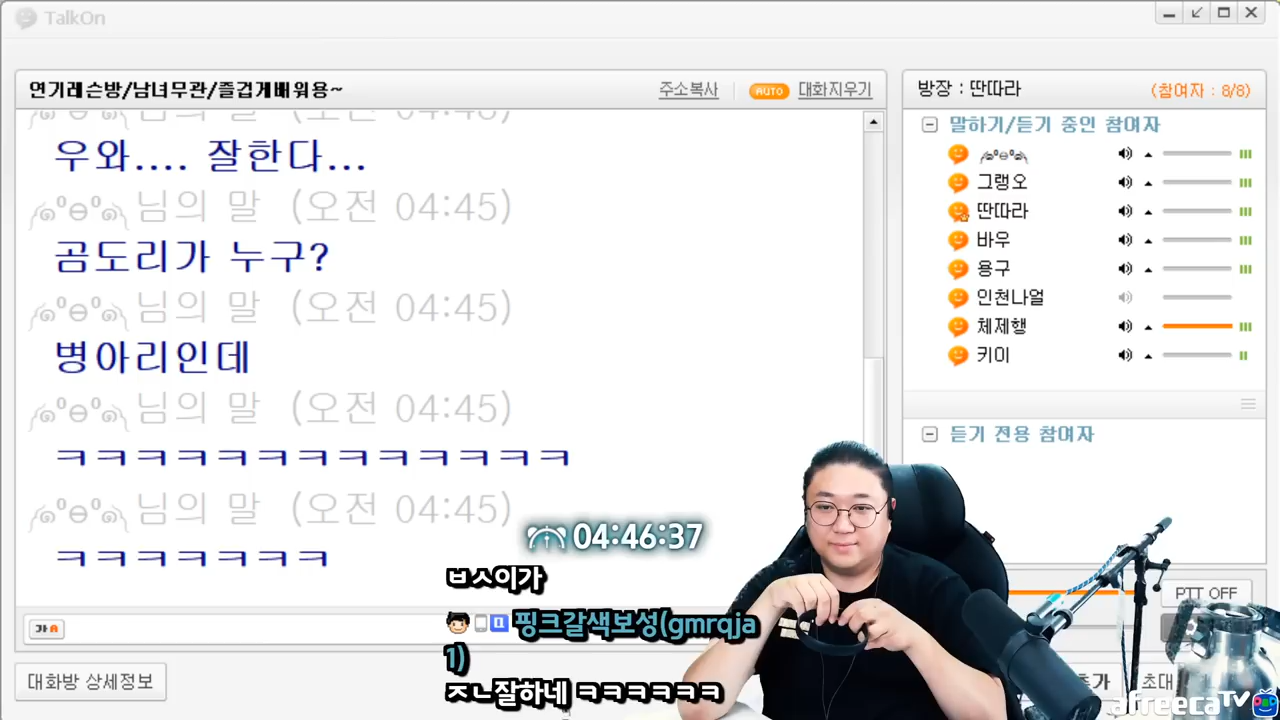 TalkOn
연기레슨방/남녀무관/즐겁게배워용~
주소복사
AUTO
대화지우기
우와.... 잘한다...
님의 말 (오전 04:45)
곰도리가 누구?
님의 말 (오전 04:45)
병아리인데
님의 말 (오전 04:45)
ㅋㅋㅋㅋㅋㅋㅋㅋㅋㅋㅋㅋㅋ
님의 말 (오전 04:45)
ㅋㅋㅋㅋㅋㅋㅋ
가
대화방 상세정보
방장 : 딴따라
(참여자 : 8/8)
말하기/듣기 중인 참여자
그랭오
딴따라
바우
용구
인천나얼
체제행
키이
듣기 전용 참여자
PTT OFF
초대
04:46:37
ㅂㅅ이가
핑크갈색보성(gmrqja
1)
ㅈㄴ잘하네 ㅋㅋㅋㅋㅋㅋ
afreecaTV